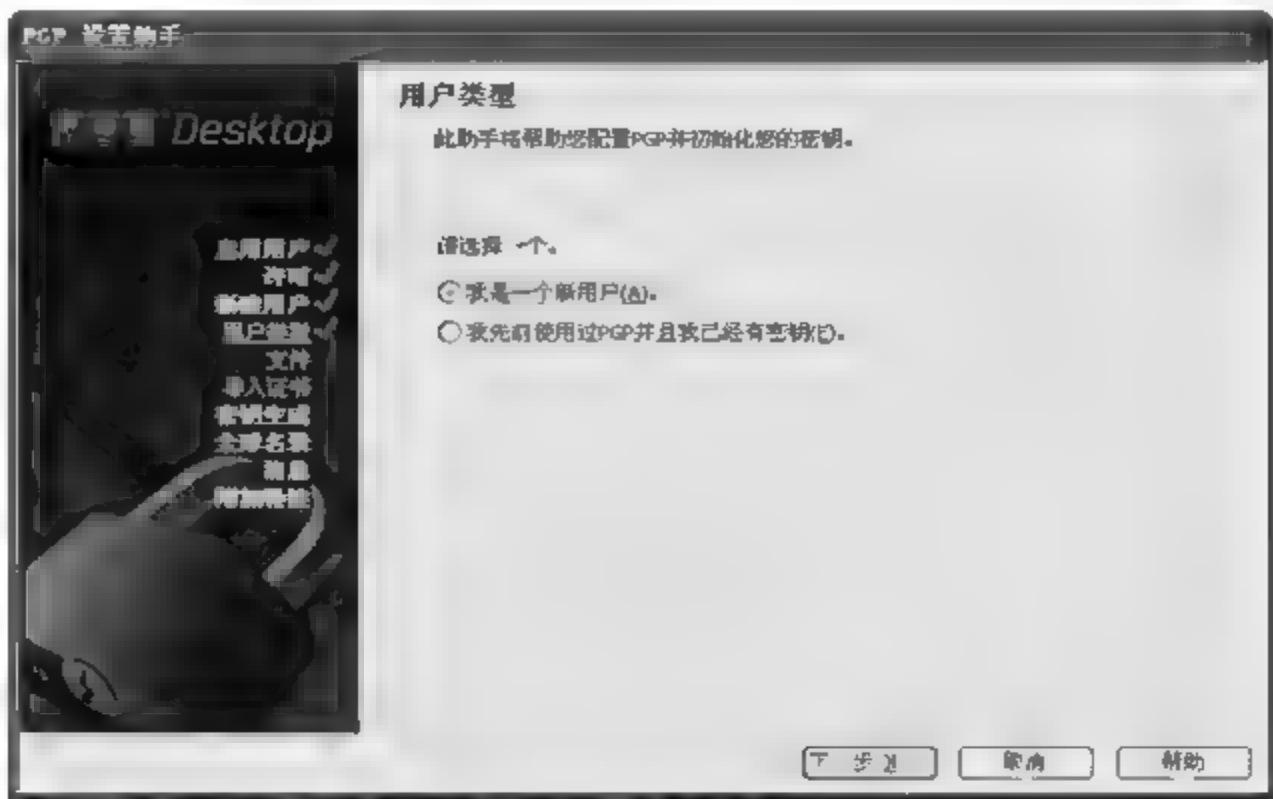 PGP 设置助手
Desktop
启用用户
许可
新建用户
用户类型
文件
导入证书
密钥生成
全球名录
消息
附加特性
用户类型
此助手将帮助您配置PGP并初始化您的密钥。
请选择一个。
我是一个新用户(A)。
我先前使用过PGP并且我已经有密钥(E)。
取消
帮助